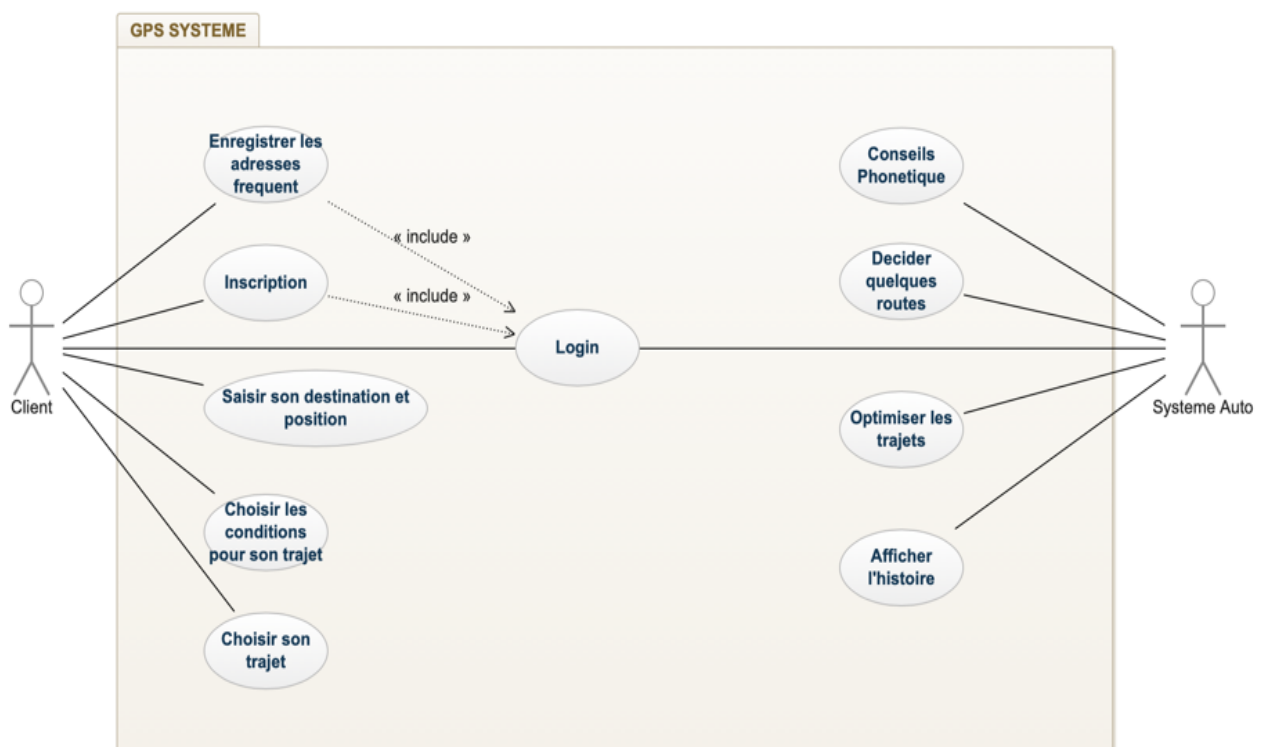 GPS SYSTEME
Enregistrer les
adresses
frequent
« include »
Inscription
« include »
Login
Saisir son destination et
position
Choisir les
conditions
pour son trajet
Choisir son
trajet
Client
Conseils
Phonetique
Decider
quelques
routes
Optimiser les
trajets
Afficher
l'histoire
Systeme Auto